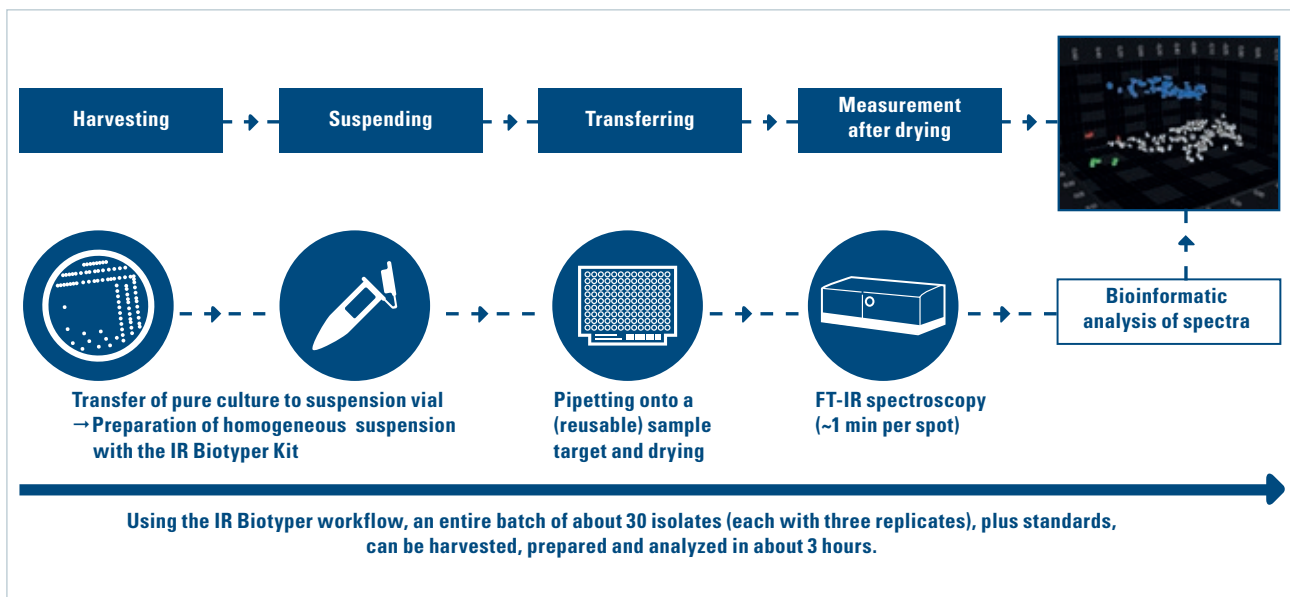 Harvesting
Suspending
Transferring
Measurement
after drying
Bioinformatic
analysis of spectra
Transfer of pure culture to suspension vial
→ Preparation of homogeneous suspension
with the IR Biotyper Kit
Pipetting onto a
(reusable) sample
target and drying
FT-IR spectroscopy
(~1 min per spot)
Using the IR Biotyper workflow, an entire batch of about 30 isolates (each with three replicates), plus standards,
can be harvested, prepared and analyzed in about 3 hours.